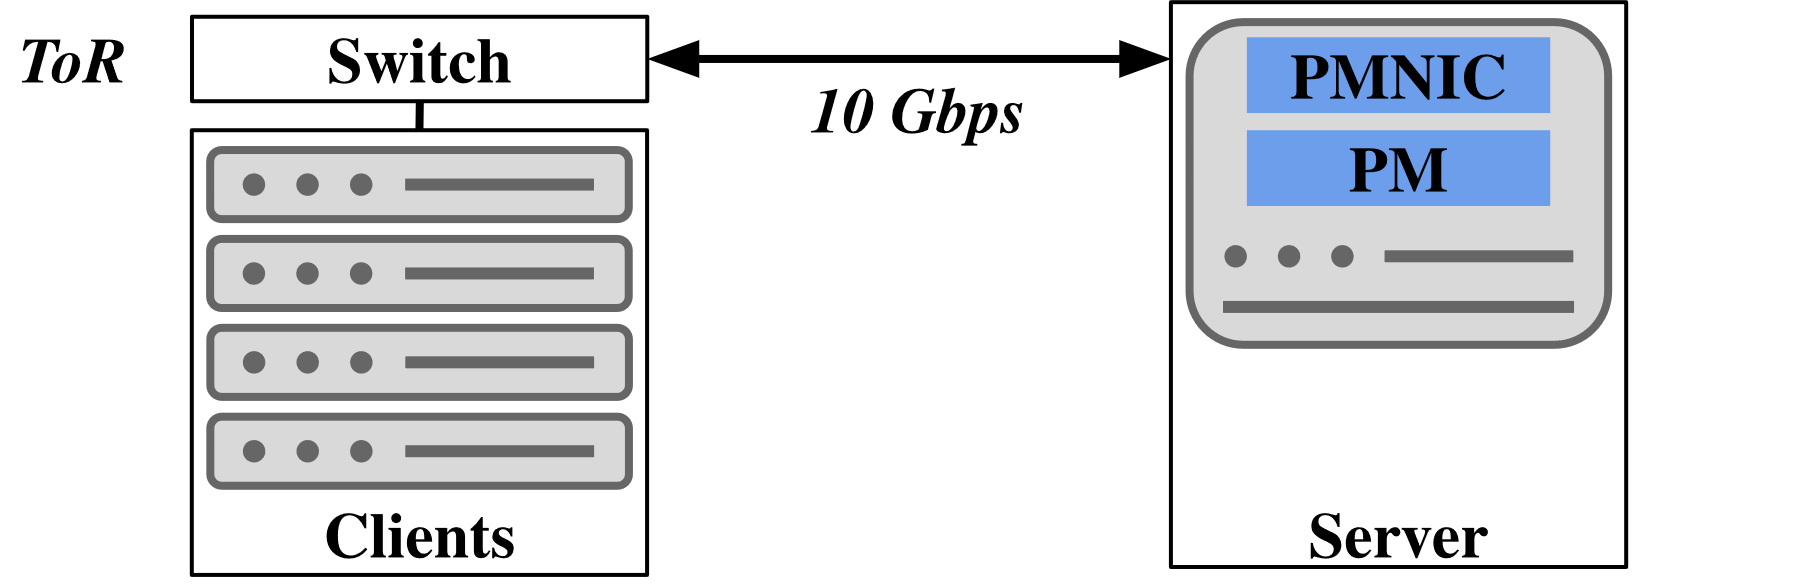 ToR
Switch
10 Gbps
PMNIC
PM
Clients
Server